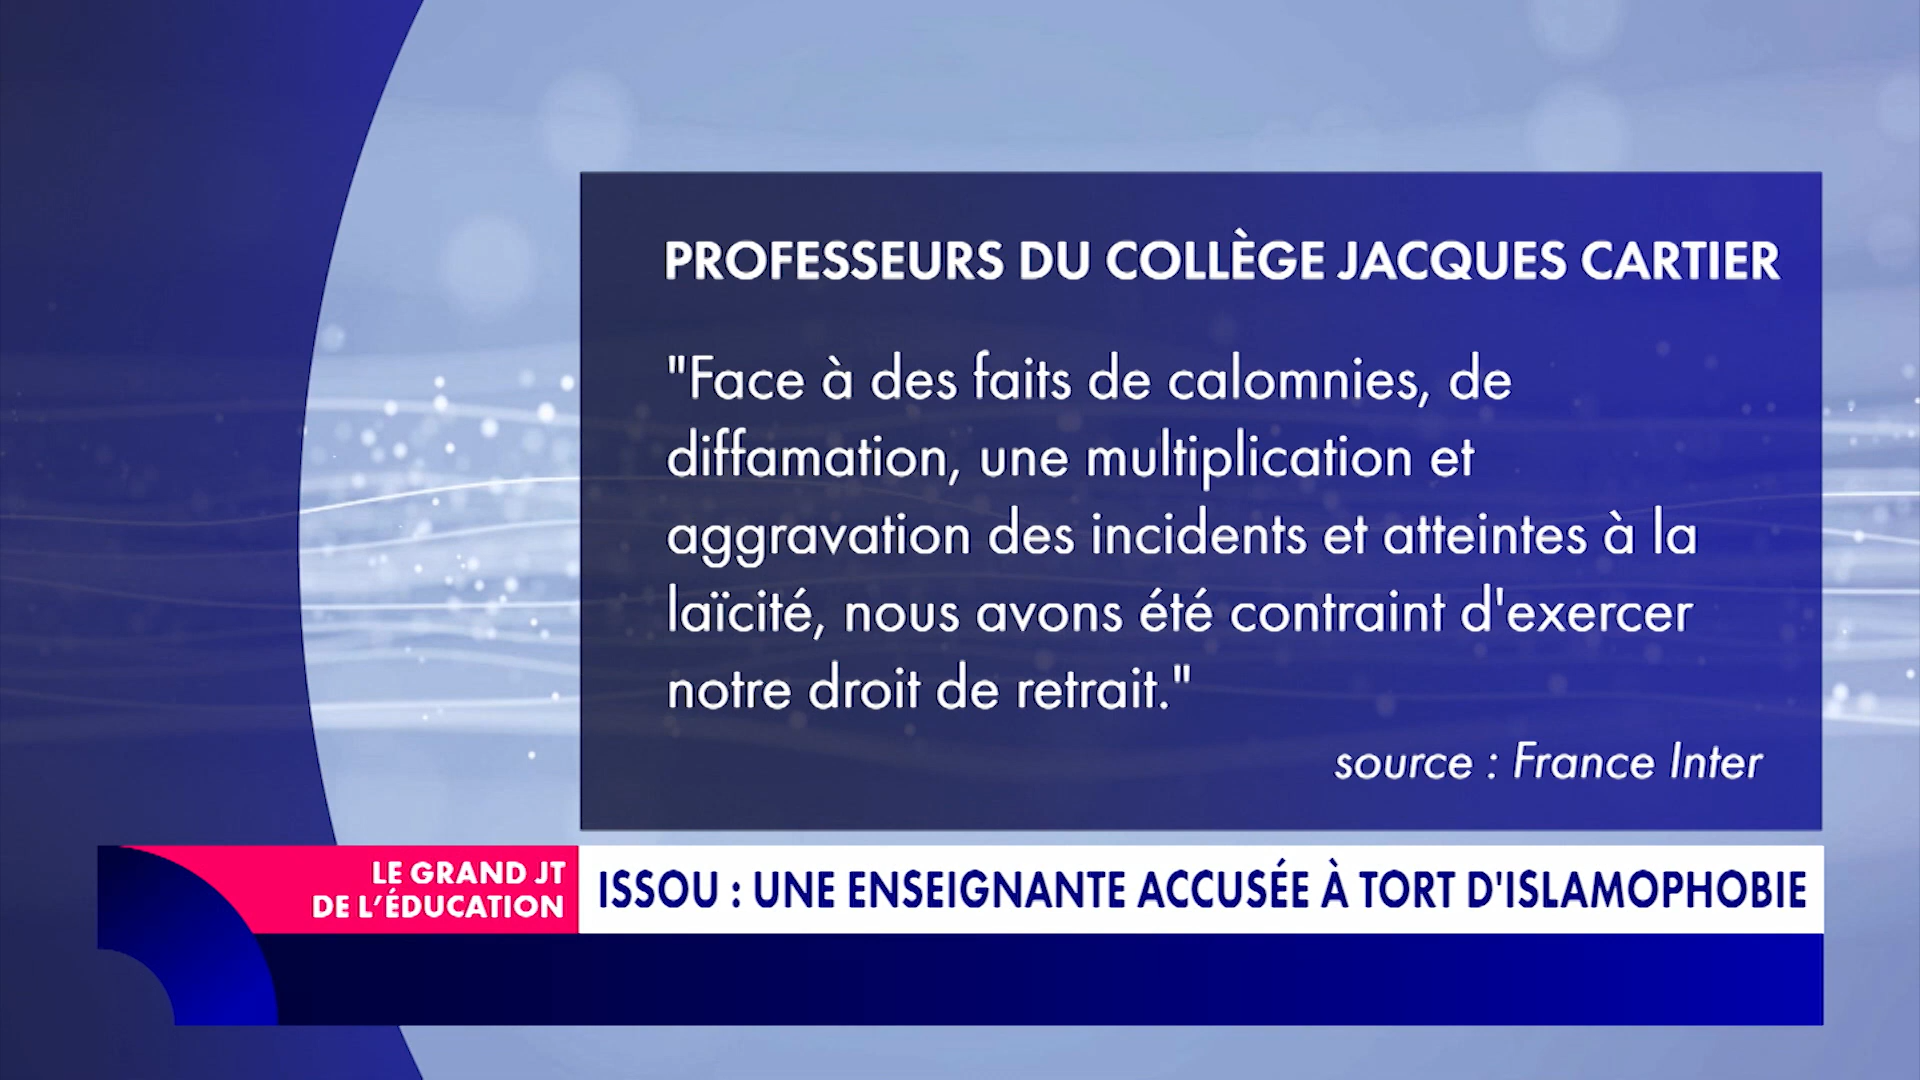 PROFESSEURS DU COLLÈGE JACQUES CARTIER
"Face à des faits de calomnies, de
diffamation, une multiplication et
aggravation des incidents et atteintes à la
laïcité, nous avons été contraint d'exercer
notre droit de retrait."
source : France Inter
LE GRAND JT
DE L'ÉDUCATION
ISSOU : UNE ENSEIGNANTE ACCUSÉE À TORT D'ISLAMOPHOBIE